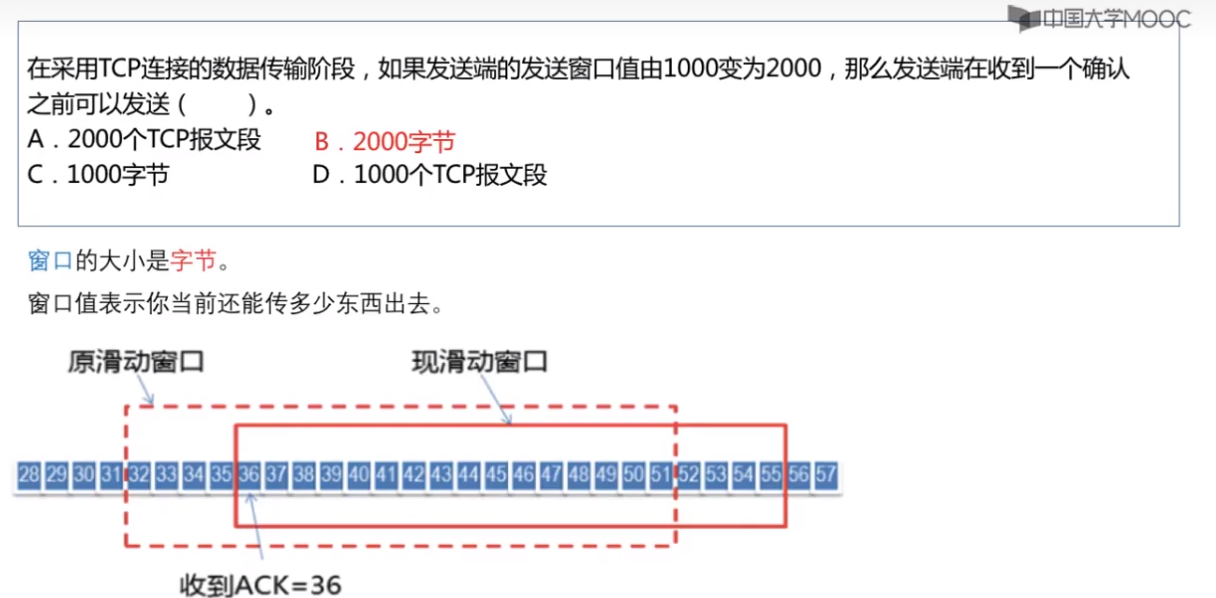 中国大学MOOC
在采用TCP连接的数据传输阶段，如果发送端的发送窗口值由1000变为2000，那么发送端在收到一个确认
之前可以发送（　　）。
A．2000个TCP报文段 B．2000字节
C．1000字节 D．1000个TCP报文段
窗口的大小是字节。
窗口值表示你当前还能传多少东西出去。
原滑动窗口 现滑动窗口
28 29 30 31 32 33 34 35 36 37 38 39 40 41 42 43 44 45 46 47 48 49 50 51 52 53 54 55 56 57
收到ACK=36